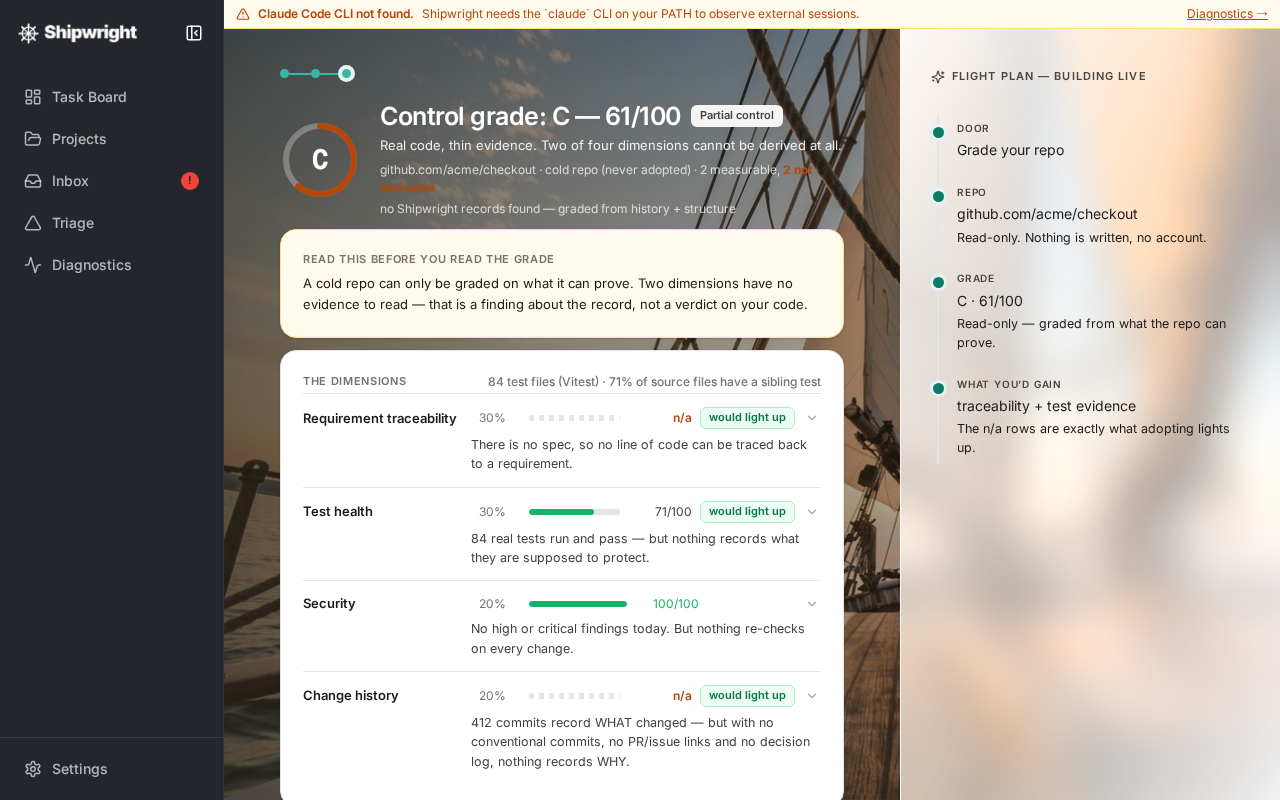 Claude Code CLI not found. Shipwright needs the `claude` CLI on your PATH to observe external sessions. Diagnostics →
Shipwright
Task Board
Projects
Inbox !
Triage
Diagnostics
Settings
Control grade: C — 61/100 Partial control
C
Real code, thin evidence. Two of four dimensions cannot be derived at all.
github.com/acme/checkout · cold repo (never adopted) · 2 measurable, 2 not
derivable
no Shipwright records found — graded from history + structure
READ THIS BEFORE YOU READ THE GRADE
A cold repo can only be graded on what it can prove. Two dimensions have no
evidence to read — that is a finding about the record, not a verdict on your code.
THE DIMENSIONS 84 test files (Vitest) · 71% of source files have a sibling test
Requirement traceability 30% n/a would light up
There is no spec, so no line of code can be traced back
to a requirement.
Test health 30% 71/100 would light up
84 real tests run and pass — but nothing records what
they are supposed to protect.
Security 20% 100/100
No high or critical findings today. But nothing re-checks
on every change.
Change history 20% n/a would light up
412 commits record WHAT changed — but with no
conventional commits, no PR/issue links and no decision
log, nothing records WHY.
FLIGHT PLAN — BUILDING LIVE
DOOR
Grade your repo
REPO
github.com/acme/checkout
Read-only. Nothing is written, no account.
GRADE
C · 61/100
Read-only — graded from what the repo can
prove.
WHAT YOU'D GAIN
traceability + test evidence
The n/a rows are exactly what adopting lights
up.